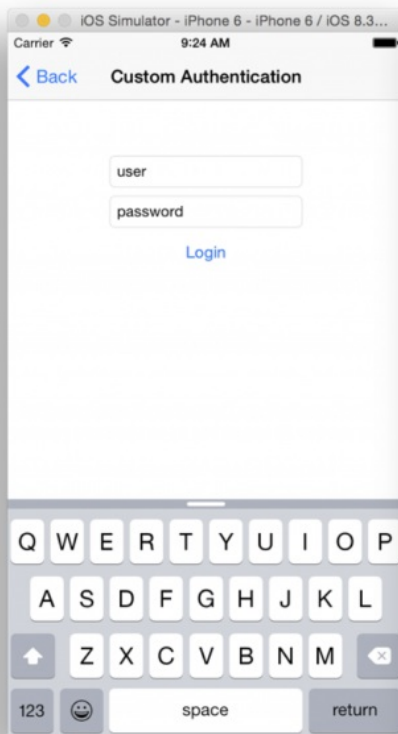 iOS Simulator - iPhone 6 - iPhone 6 / iOS 8.3...
Carrier 9:24 AM
Back Custom Authentication
user
password
Login
Q W E R T Y U I O P
A S D F G H J K L
Z X C V B N M
123 space return